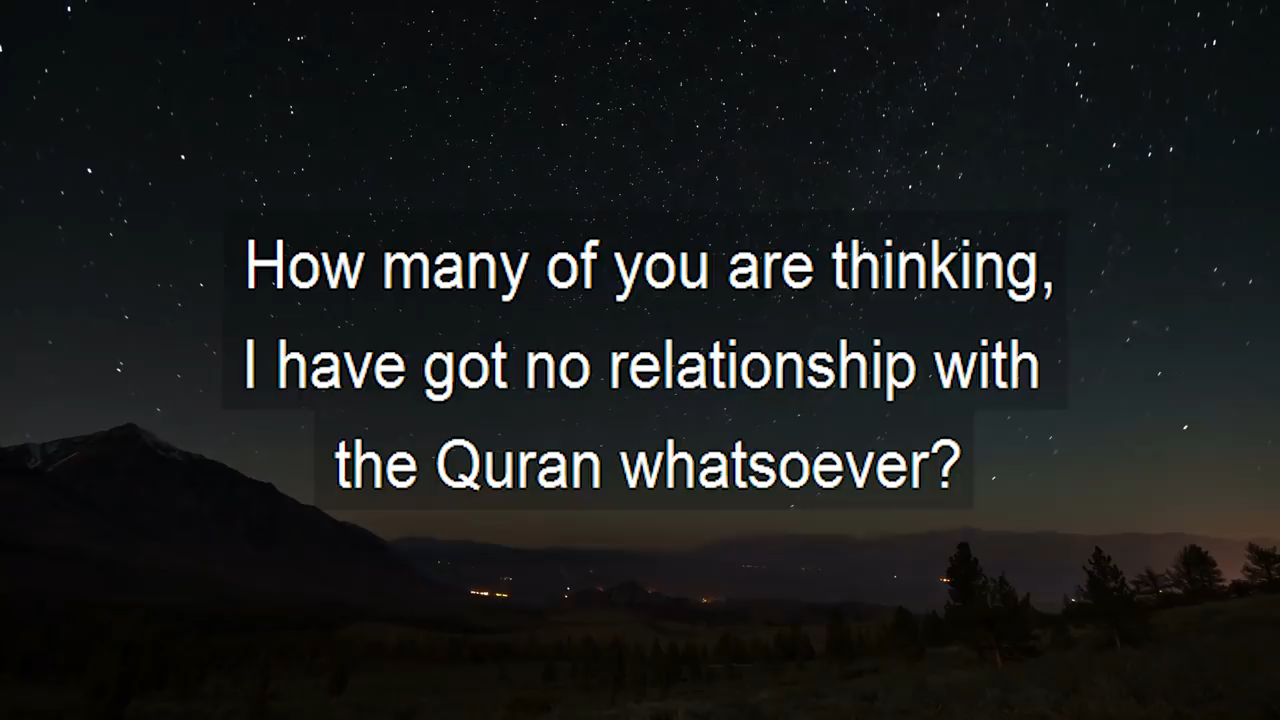 How many of you are thinking,
I have got no relationship with
the Quran whatsoever?